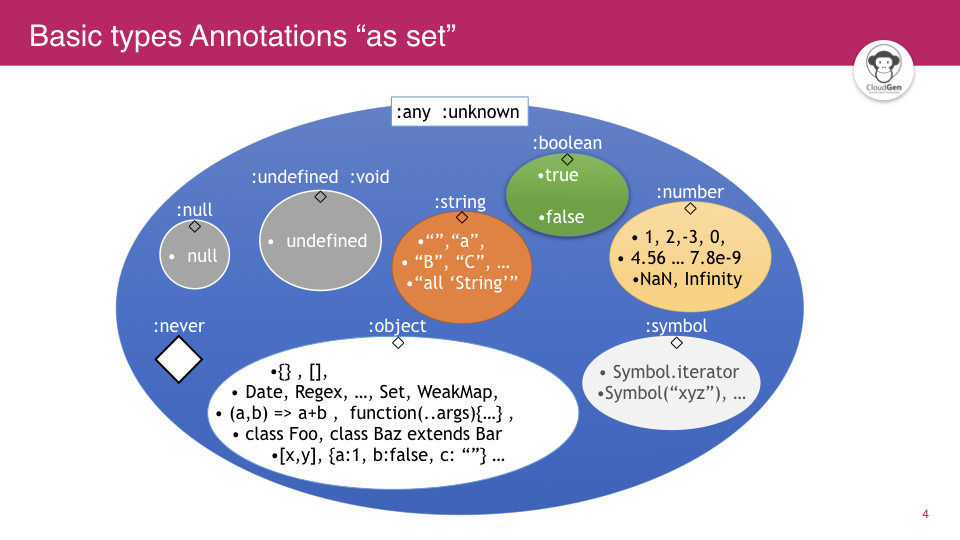 Basic types Annotations “as set”
CloudGen
:any :unknown
:boolean
•true
•false
:undefined :void
• undefined
:null
• null
:string
•“”,“a”,
• “B”, “C”, …
•“all ‘String’”
:number
• 1, 2,-3, 0,
• 4.56 … 7.8e-9
•NaN, Infinity
:never
:object
•{} , [],
• Date, Regex, …, Set, WeakMap,
• (a,b) => a+b , function(..args){…} ,
• class Foo, class Baz extends Bar
•[x,y], {a:1, b:false, c: “”} …
:symbol
• Symbol.iterator
•Symbol(“xyz”), …
4